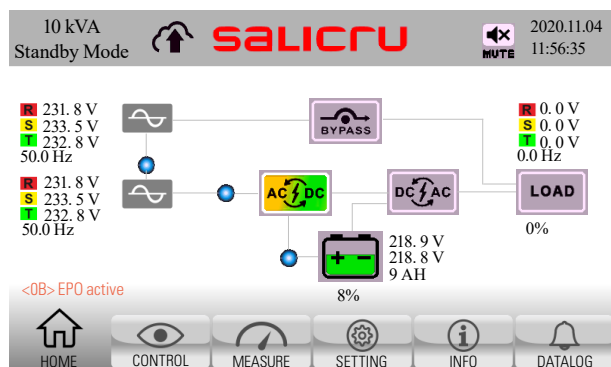 10 kVA
Standby Mode
salicru
MUTE
2020.11.04
11:56:35
R 231. 8 V
S 233. 5 V
T 232. 8 V
50.0 Hz
BYPASS
R 0. 0 V
S 0. 0 V
T 0. 0 V
0.0 Hz
R 231. 8 V
S 233. 5 V
T 232. 8 V
50.0 Hz
AC DC
DC AC
LOAD
0%
218. 9 V
218. 8 V
9 AH
8%
<0B> EPO active
HOME
CONTROL
MEASURE
SETTING
INFO
DATALOG